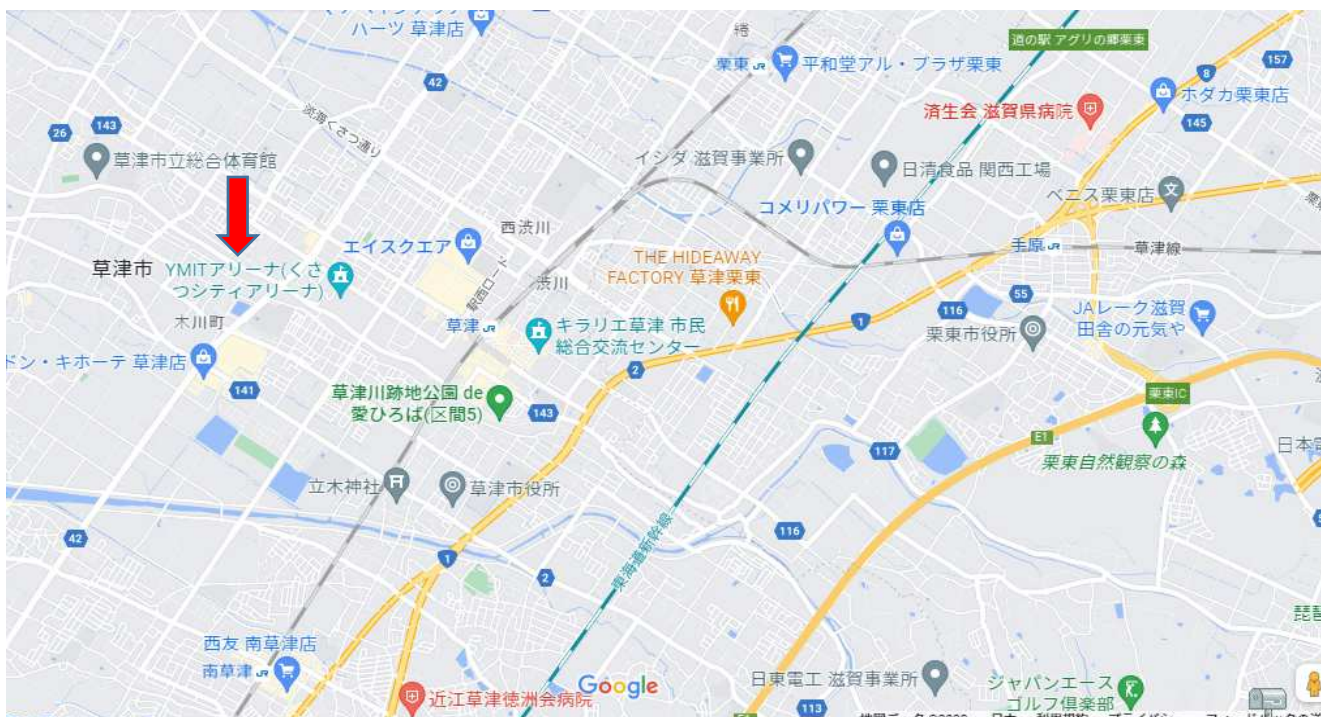 ハーツ 草津店
綣
栗東 JR
平和堂アル・プラザ栗東
道の駅 アグリの郷栗東
8
157
ホダカ栗東店
145
済生会 滋賀県病院
42
浜海くさつ通り
26
143
草津市立総合体育館
イシダ 滋賀事業所
日清食品 関西工場
ベニス栗東店
コメリパワー 栗東店
西渋川
エイスクエア
手原 JR
草津線
草津市
YMITアリーナ(くさ
つシティアリーナ)
THE HIDEAWAY
FACTORY 草津栗東
駅西口ロード
渋川
55
116
木川町
草津 JR
キラリエ草津 市民
総合交流センター
1
栗東市役所
JAレーク滋賀
田舎の元気や
ドン・キホーテ 草津店
2
141
草津川跡地公園 de
愛ひろば(区間5)
143
栗東IC
E1
117
栗東自然観察の森
立木神社
草津市役所
東海道新幹線
116
42
1
2
西友 南草津店
南草津 JR
近江草津徳洲会病院
Google
日東電工 滋賀事業所
ジャパンエース
ゴルフ倶楽部
113